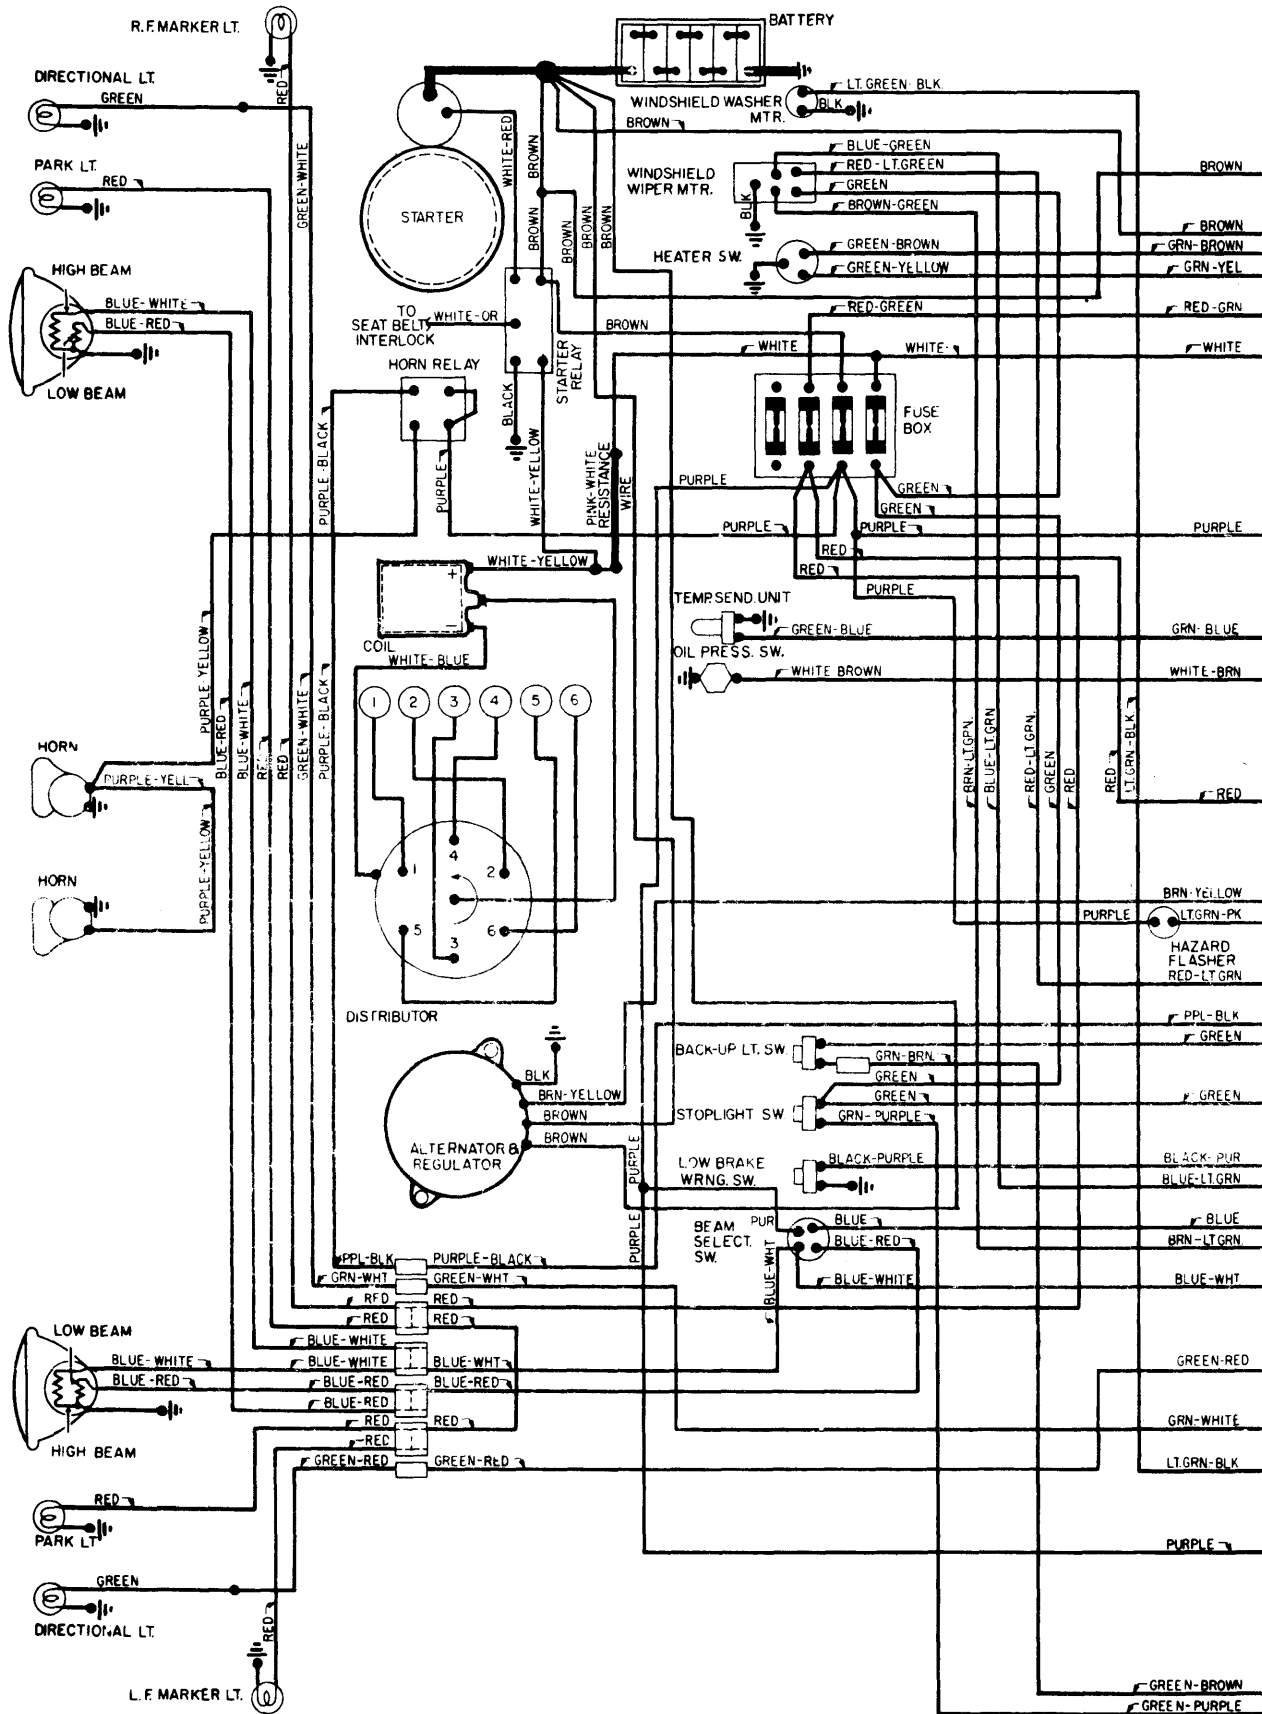 R.F. MARKER LT.
BATTERY
DIRECTIONAL LT.
GREEN
RED
LT. GREEN-BLK.
WINDSHIELD WASHER
MTR.
BLK
BROWN
WHITE-RED
BROWN
GREEN-WHITE
PARK LT.
RED
BLUE-GREEN
RED-LT.GREEN
GREEN
BROWN-GREEN
WINDSHIELD
WIPER MTR.
BLK
BROWN
STARTER
BROWN
BROWN
BROWN
BROWN
BROWN
HEATER SW.
GREEN-BROWN
GRN-BROWN
GREEN-YELLOW
GRN-YEL
HIGH BEAM
BLUE-WHITE
BLUE-RED
LOW BEAM
TO
SEAT BELT
INTERLOCK
WHITE-OR
STARTER
RELAY
RED-GREEN
RED-GRN
BROWN
WHITE
WHITE-
WHITE
HORN RELAY
BLACK
FUSE
BOX
PURPLE-BLACK
PURPLE
WHITE-YELLOW
PINK-WHITE
RESISTANCE
WIRE
PURPLE
GREEN
GREEN
PURPLE
PURPLE
PURPLE
RED
RED
PURPLE
WHITE-YELLOW
+
−
COIL
WHITE-BLUE
TEMP. SEND. UNIT
GREEN-BLUE
GRN-BLUE
OIL PRESS. SW.
WHITE BROWN
WHITE-BRN
1 2 3 4 5 6
PURPLE-YELLOW
BLUE-RED
BLUE-WHITE
RED
RED
GREEN-WHITE
PURPLE-BLACK
BRN-LT.GRN.
BLUE-LT.GRN
RED-LT.GRN.
GREEN
RED
RED
LT.GRN.-BLK
RED
HORN
PURPLE-YELL
PURPLE-YELLOW
HORN
1
4
2
5
3
6
DISTRIBUTOR
BRN-YELLOW
PURPLE
LT.GRN-PK
HAZARD
FLASHER
RED-LT GRN
PPL-BLK
GREEN
BACK-UP LT. SW.
GRN-BRN.
GREEN
GREEN
GREEN
STOPLIGHT SW
GRN-PURPLE
BLK
BRN-YELLOW
BROWN
BROWN
ALTERNATOR &
REGULATOR
PURPLE
PURPLE
LOW BRAKE
WRNG. SW.
BLACK-PURPLE
BLACK-PUR
BLUE-LT.GRN
BEAM
SELECT.
SW.
PUR
BLUE
BLUE
BLUE-RED
BRN-LT GRN.
BLUE-WHT
BLUE-WHITE
BLUE-WHT
PPL-BLK
PURPLE-BLACK
GRN-WHT
GREEN-WHT
RED
RED
RED
RED
BLUE-WHITE
LOW BEAM
BLUE-WHITE
BLUE-WHITE
BLUE-WHT
GREEN-RED
BLUE-RED
BLUE-RED
BLUE-RED
BLUE-RED
RED
RED
GRN-WHITE
HIGH BEAM
RED
GREEN-RED
GREEN-RED
LT.GRN-BLK
RED
PARK LT
PURPLE
GREEN
DIRECTIONAL LT.
RED
L.F. MARKER LT.
GREEN-BROWN
GREEN-PURPLE